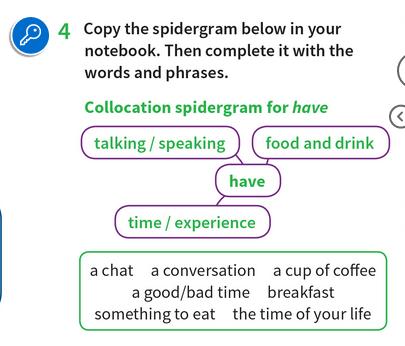 4 Copy the spidergram below in your
notebook. Then complete it with the
words and phrases.
Collocation spidergram for have
talking / speaking food and drink
have
time / experience
a chat a conversation a cup of coffee
a good/bad time breakfast
something to eat the time of your life